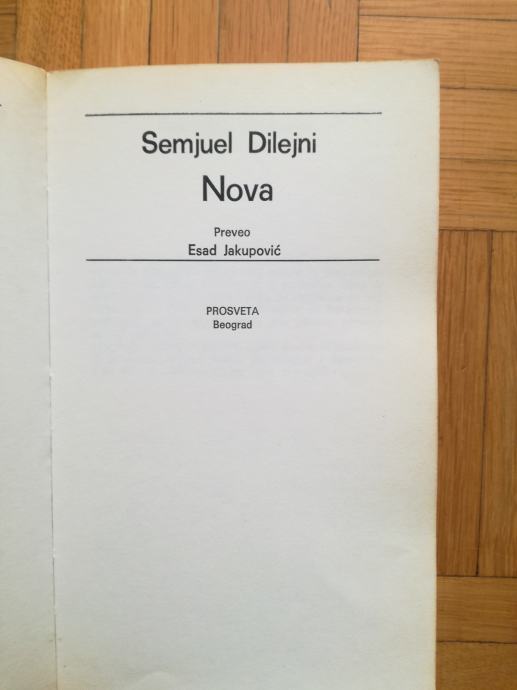 Semjuel Dilejni
Nova
Preveo
Esad Jakupović
PROSVETA
Beograd